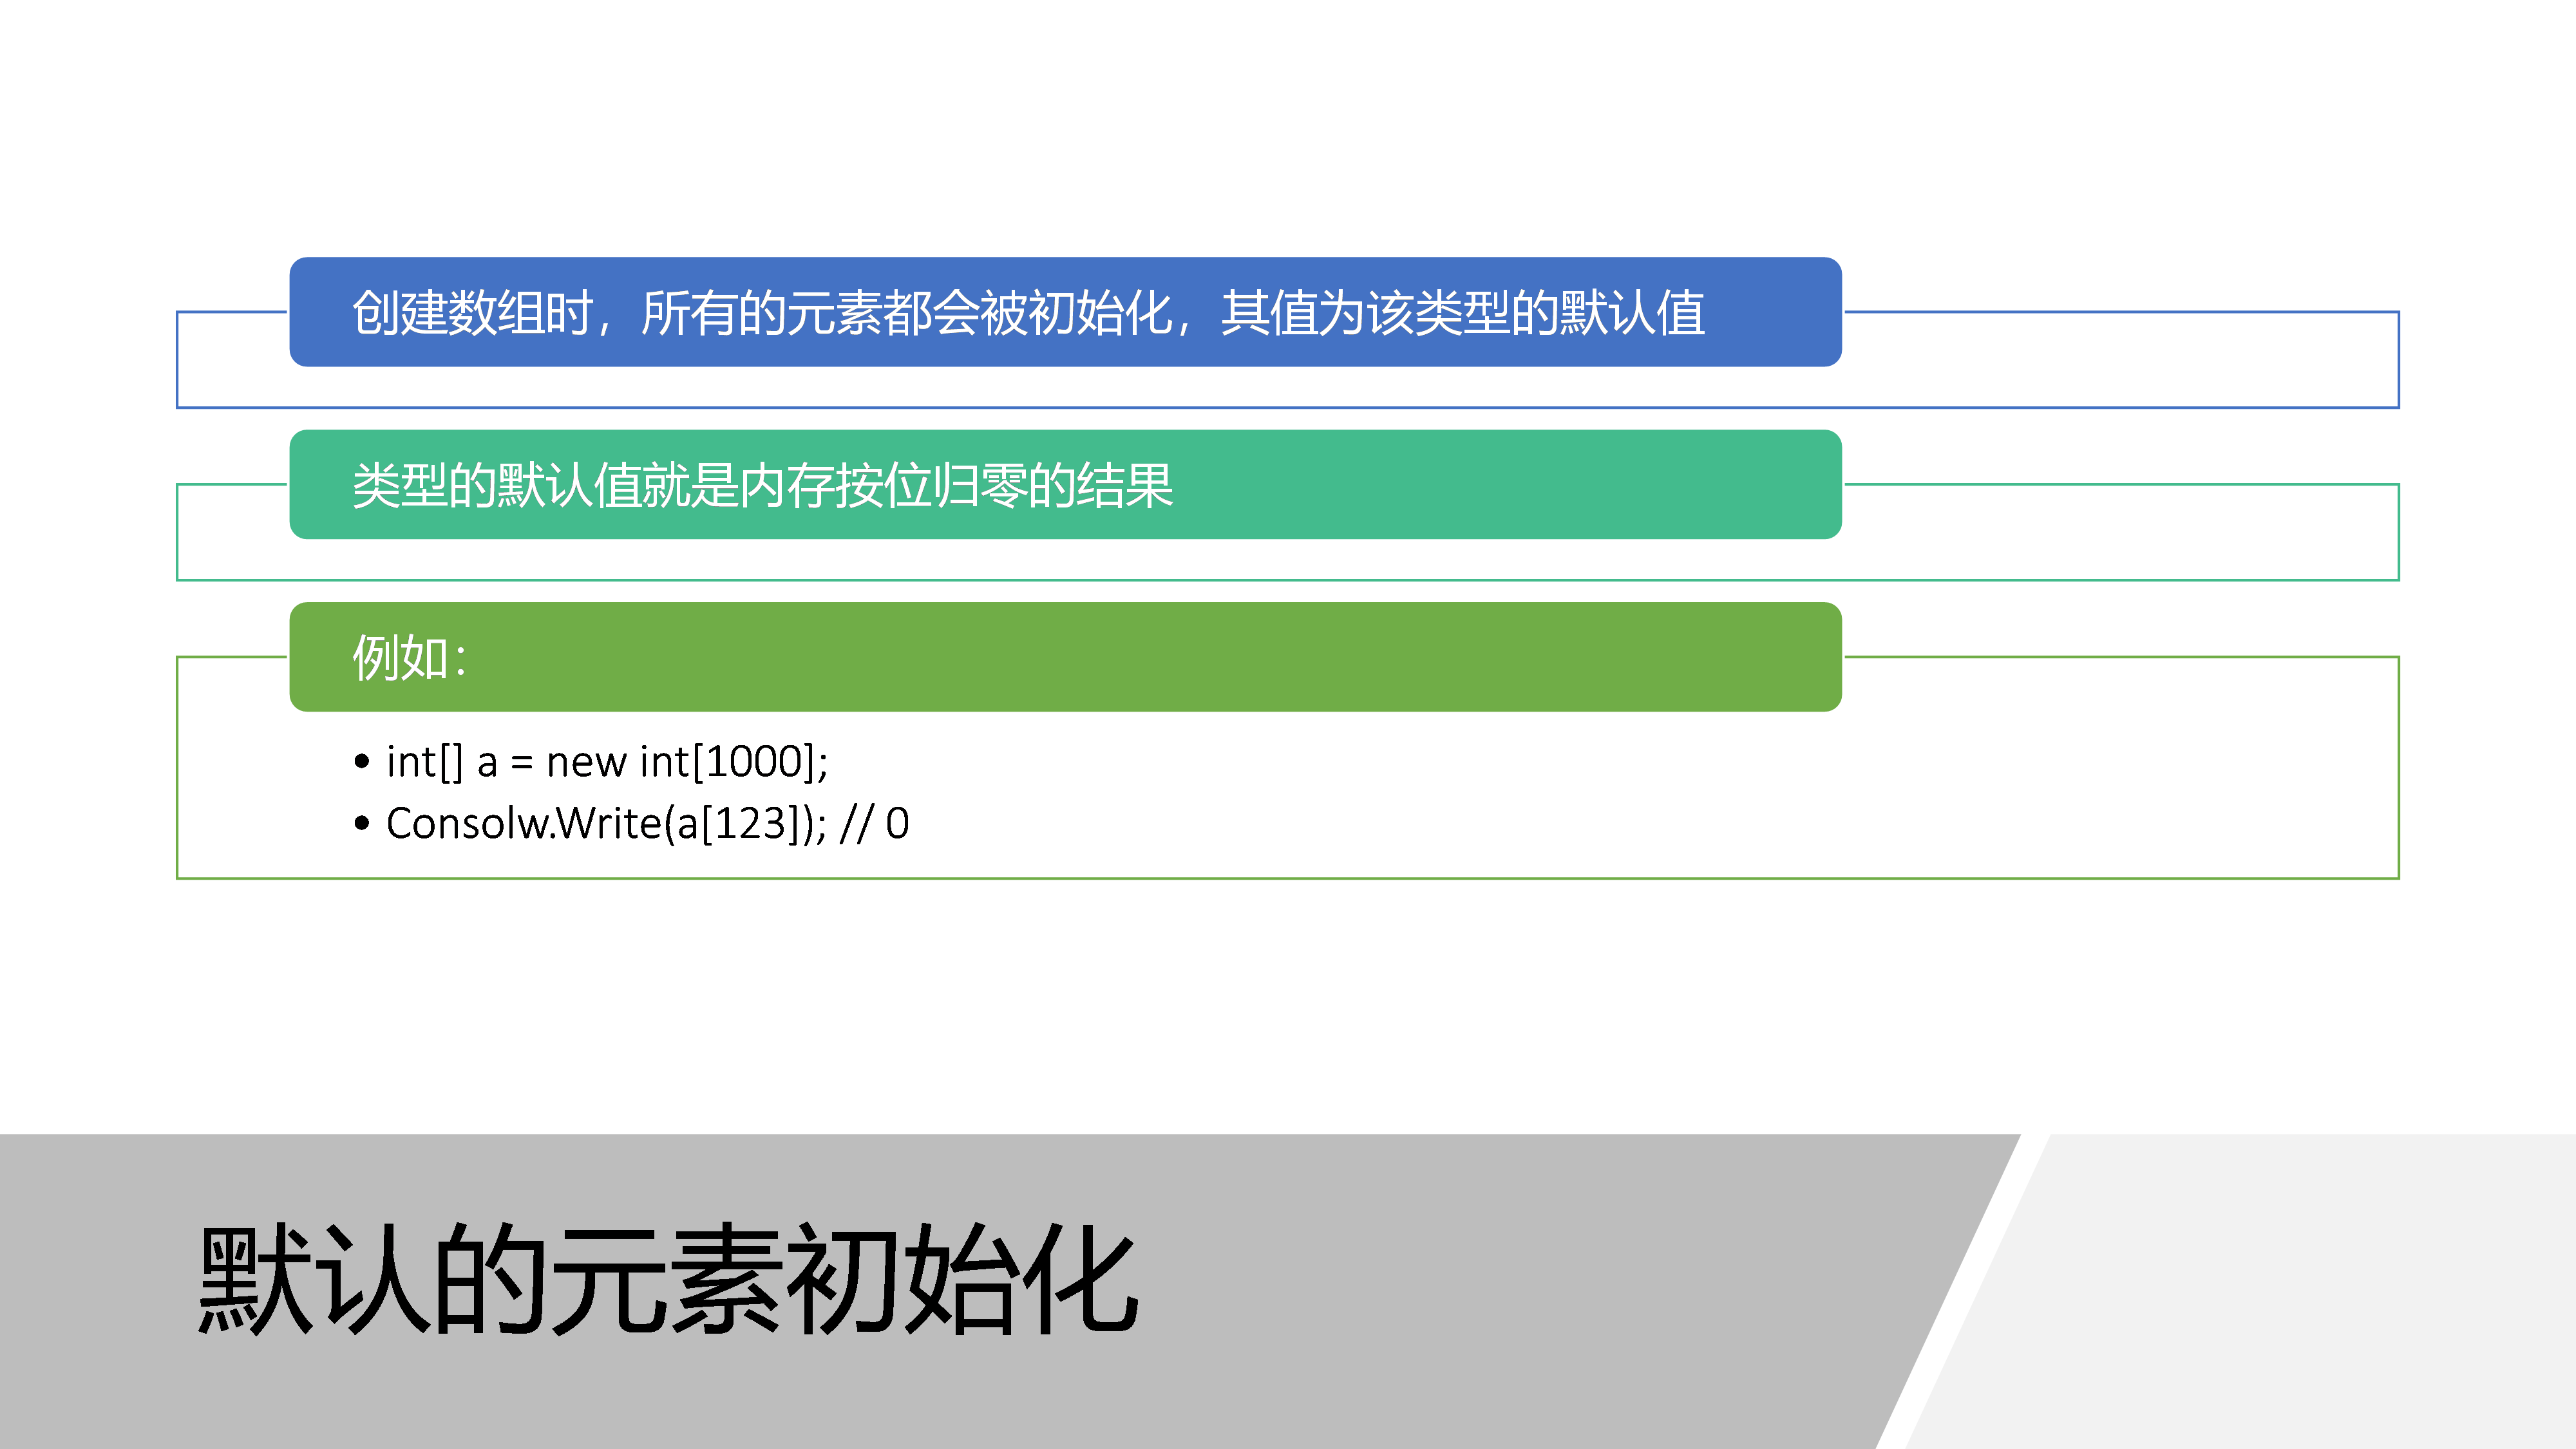 创建数组时，所有的元素都会被初始化，其值为该类型的默认值
类型的默认值就是内存按位归零的结果
例如：
• int[] a = new int[1000];
• Consolw.Write(a[123]); // 0
默认的元素初始化